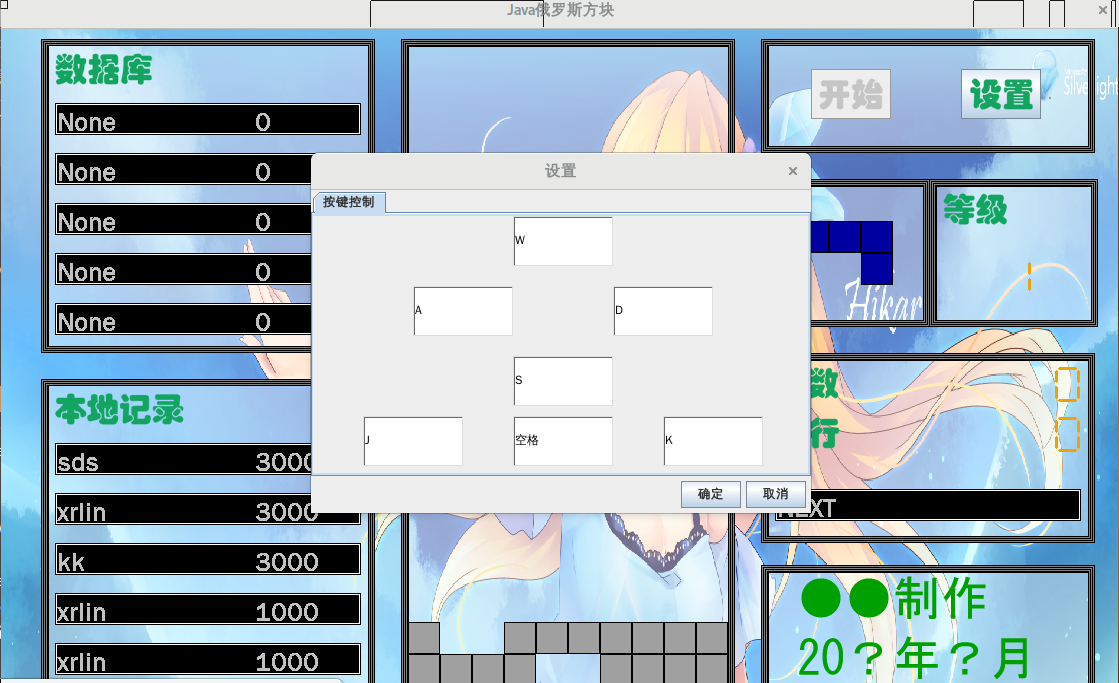 Java俄罗斯方块
数据库
None 0
None 0
None 0
None 0
None 0
本地记录
sds 3000
xrlin 3000
kk 3000
xrlin 1000
xrlin 1000
设置
按键控制
W
A D
S
J 空格 K
确定 取消
开始 设置
Silverlight
等级
Hikar
数
行
NEXT
●●制作
20？年？月